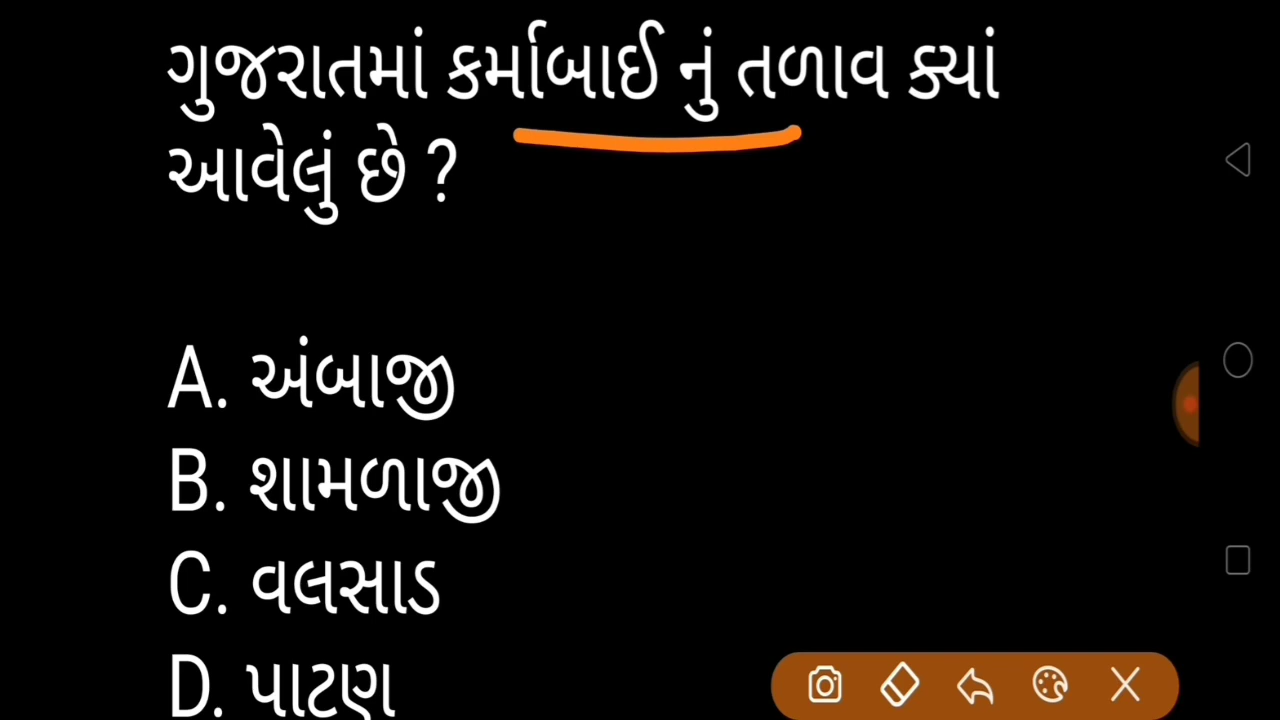 ગુજરાતમાં કર્માબાઈ નું તળાવ ક્યાં
આવેલું છે ?
A. અંબાજી
B. શામળાજી
C. વલસાડ
D. પાટણ